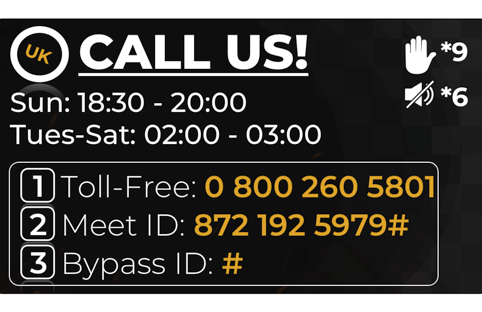 UK CALL US!
*9
*6
Sun: 18:30 - 20:00
Tues-Sat: 02:00 - 03:00
1 Toll-Free: 0 800 260 5801
2 Meet ID: 872 192 5979#
3 Bypass ID: #